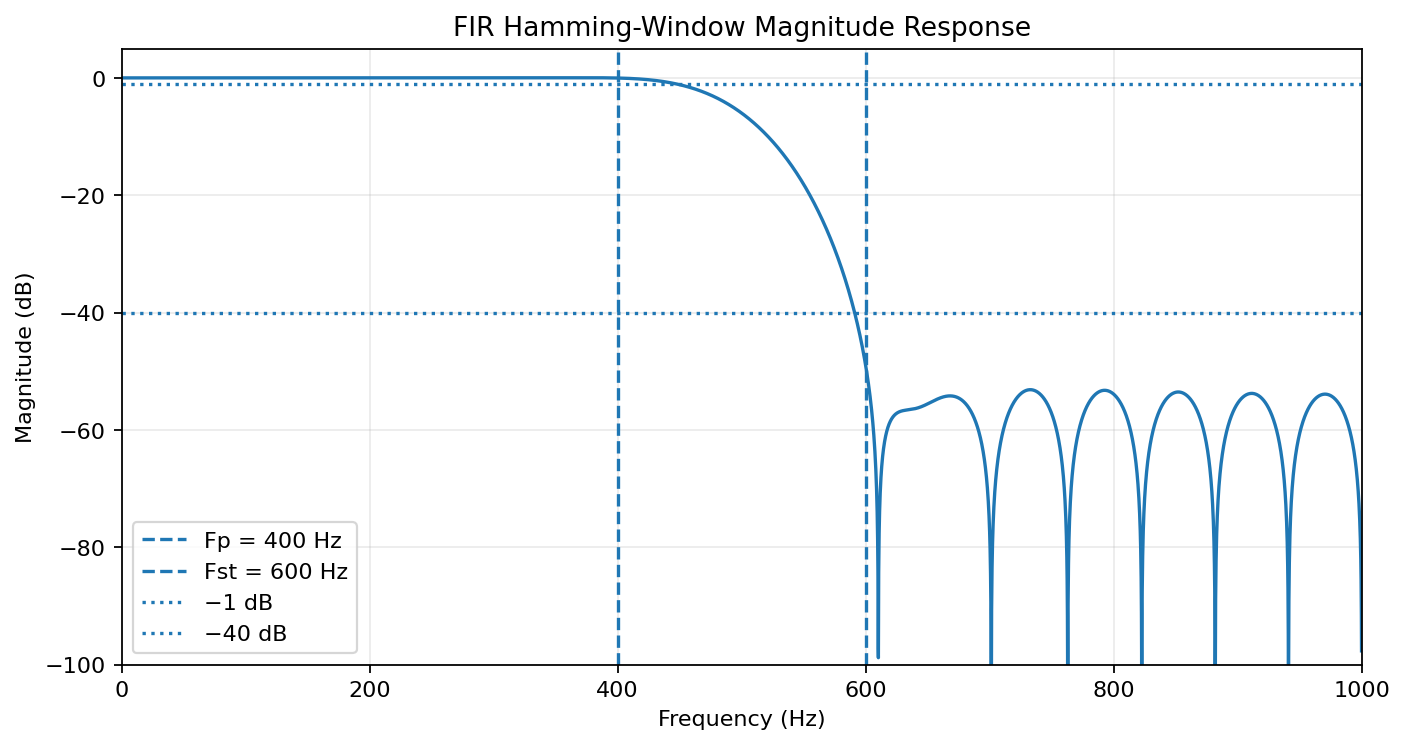 FIR Hamming-Window Magnitude Response
0
−20
−40
−60
−80
−100
Magnitude (dB)
Fp = 400 Hz
Fst = 600 Hz
−1 dB
−40 dB
0 200 400 600 800 1000
Frequency (Hz)